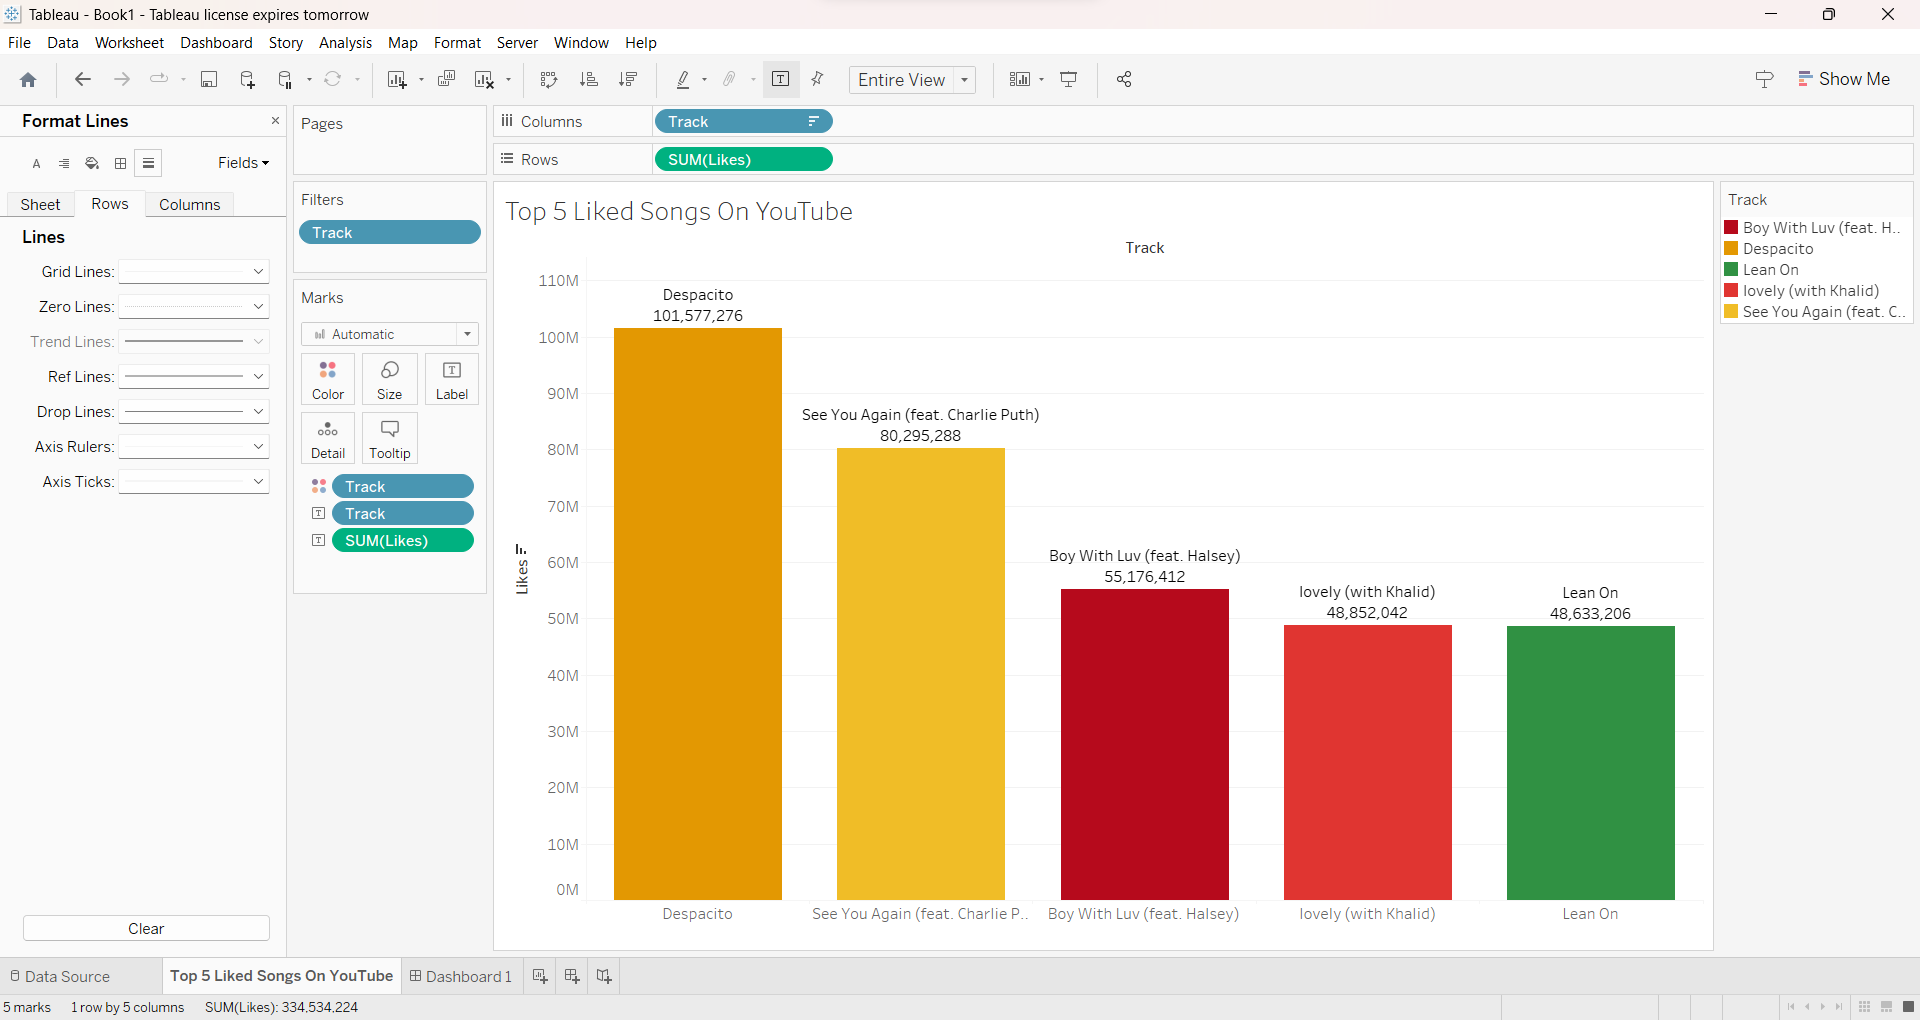 Tableau - Book1 - Tableau license expires tomorrow
File Data Worksheet Dashboard Story Analysis Map Format Server Window Help
Entire View
Show Me
Format Lines
Fields
Sheet Rows Columns
Lines
Grid Lines:
Zero Lines:
Trend Lines:
Ref Lines:
Drop Lines:
Axis Rulers:
Axis Ticks:
Clear
Pages
Filters
Track
Marks
Automatic
Color Size Label
Detail Tooltip
Track
Track
SUM(Likes)
Columns Track
Rows SUM(Likes)
Top 5 Liked Songs On YouTube
Track
Likes
110M
100M
90M
80M
70M
60M
50M
40M
30M
20M
10M
0M
Despacito
101,577,276
See You Again (feat. Charlie Puth)
80,295,288
Boy With Luv (feat. Halsey)
55,176,412
lovely (with Khalid)
48,852,042
Lean On
48,633,206
Despacito See You Again (feat. Charlie P.. Boy With Luv (feat. Halsey) lovely (with Khalid) Lean On
Track
Boy With Luv (feat. H..
Despacito
Lean On
lovely (with Khalid)
See You Again (feat. C..
Data Source Top 5 Liked Songs On YouTube Dashboard 1
5 marks 1 row by 5 columns SUM(Likes): 334,534,224